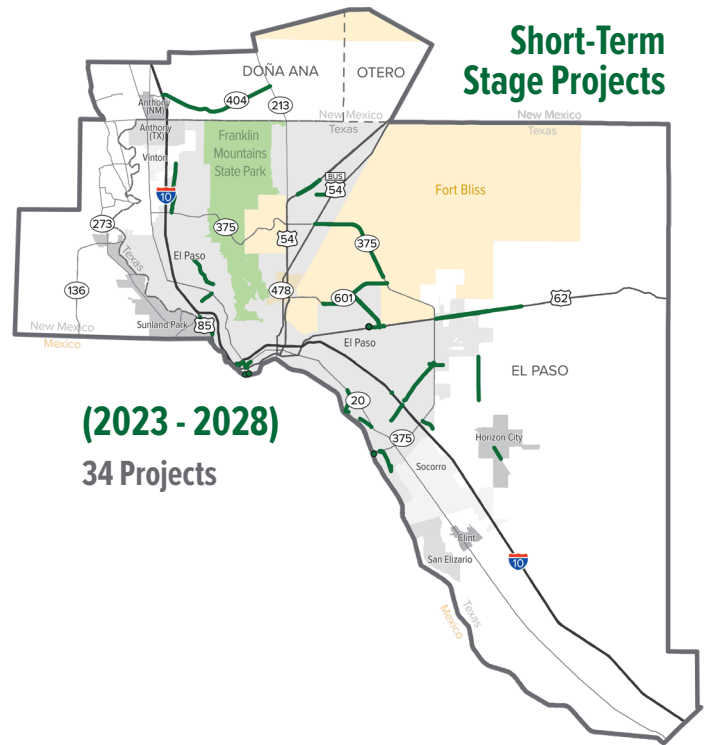 Short-Term
Stage Projects
DOÑA ANA
OTERO
404
213
Anthony
(NM)
New Mexico
Texas
New Mexico
Texas
Anthony
(TX)
Franklin
Mountains
State Park
Vinton
BUS
54
Fort Bliss
10
273
375
54
375
Texas
El Paso
136
478
601
62
New Mexico
Mexico
Sunland Park
85
El Paso
EL PASO
(2023 - 2028)
34 Projects
20
375
Horizon City
Socorro
Clint
San Elizario
10
Mexico
Texas